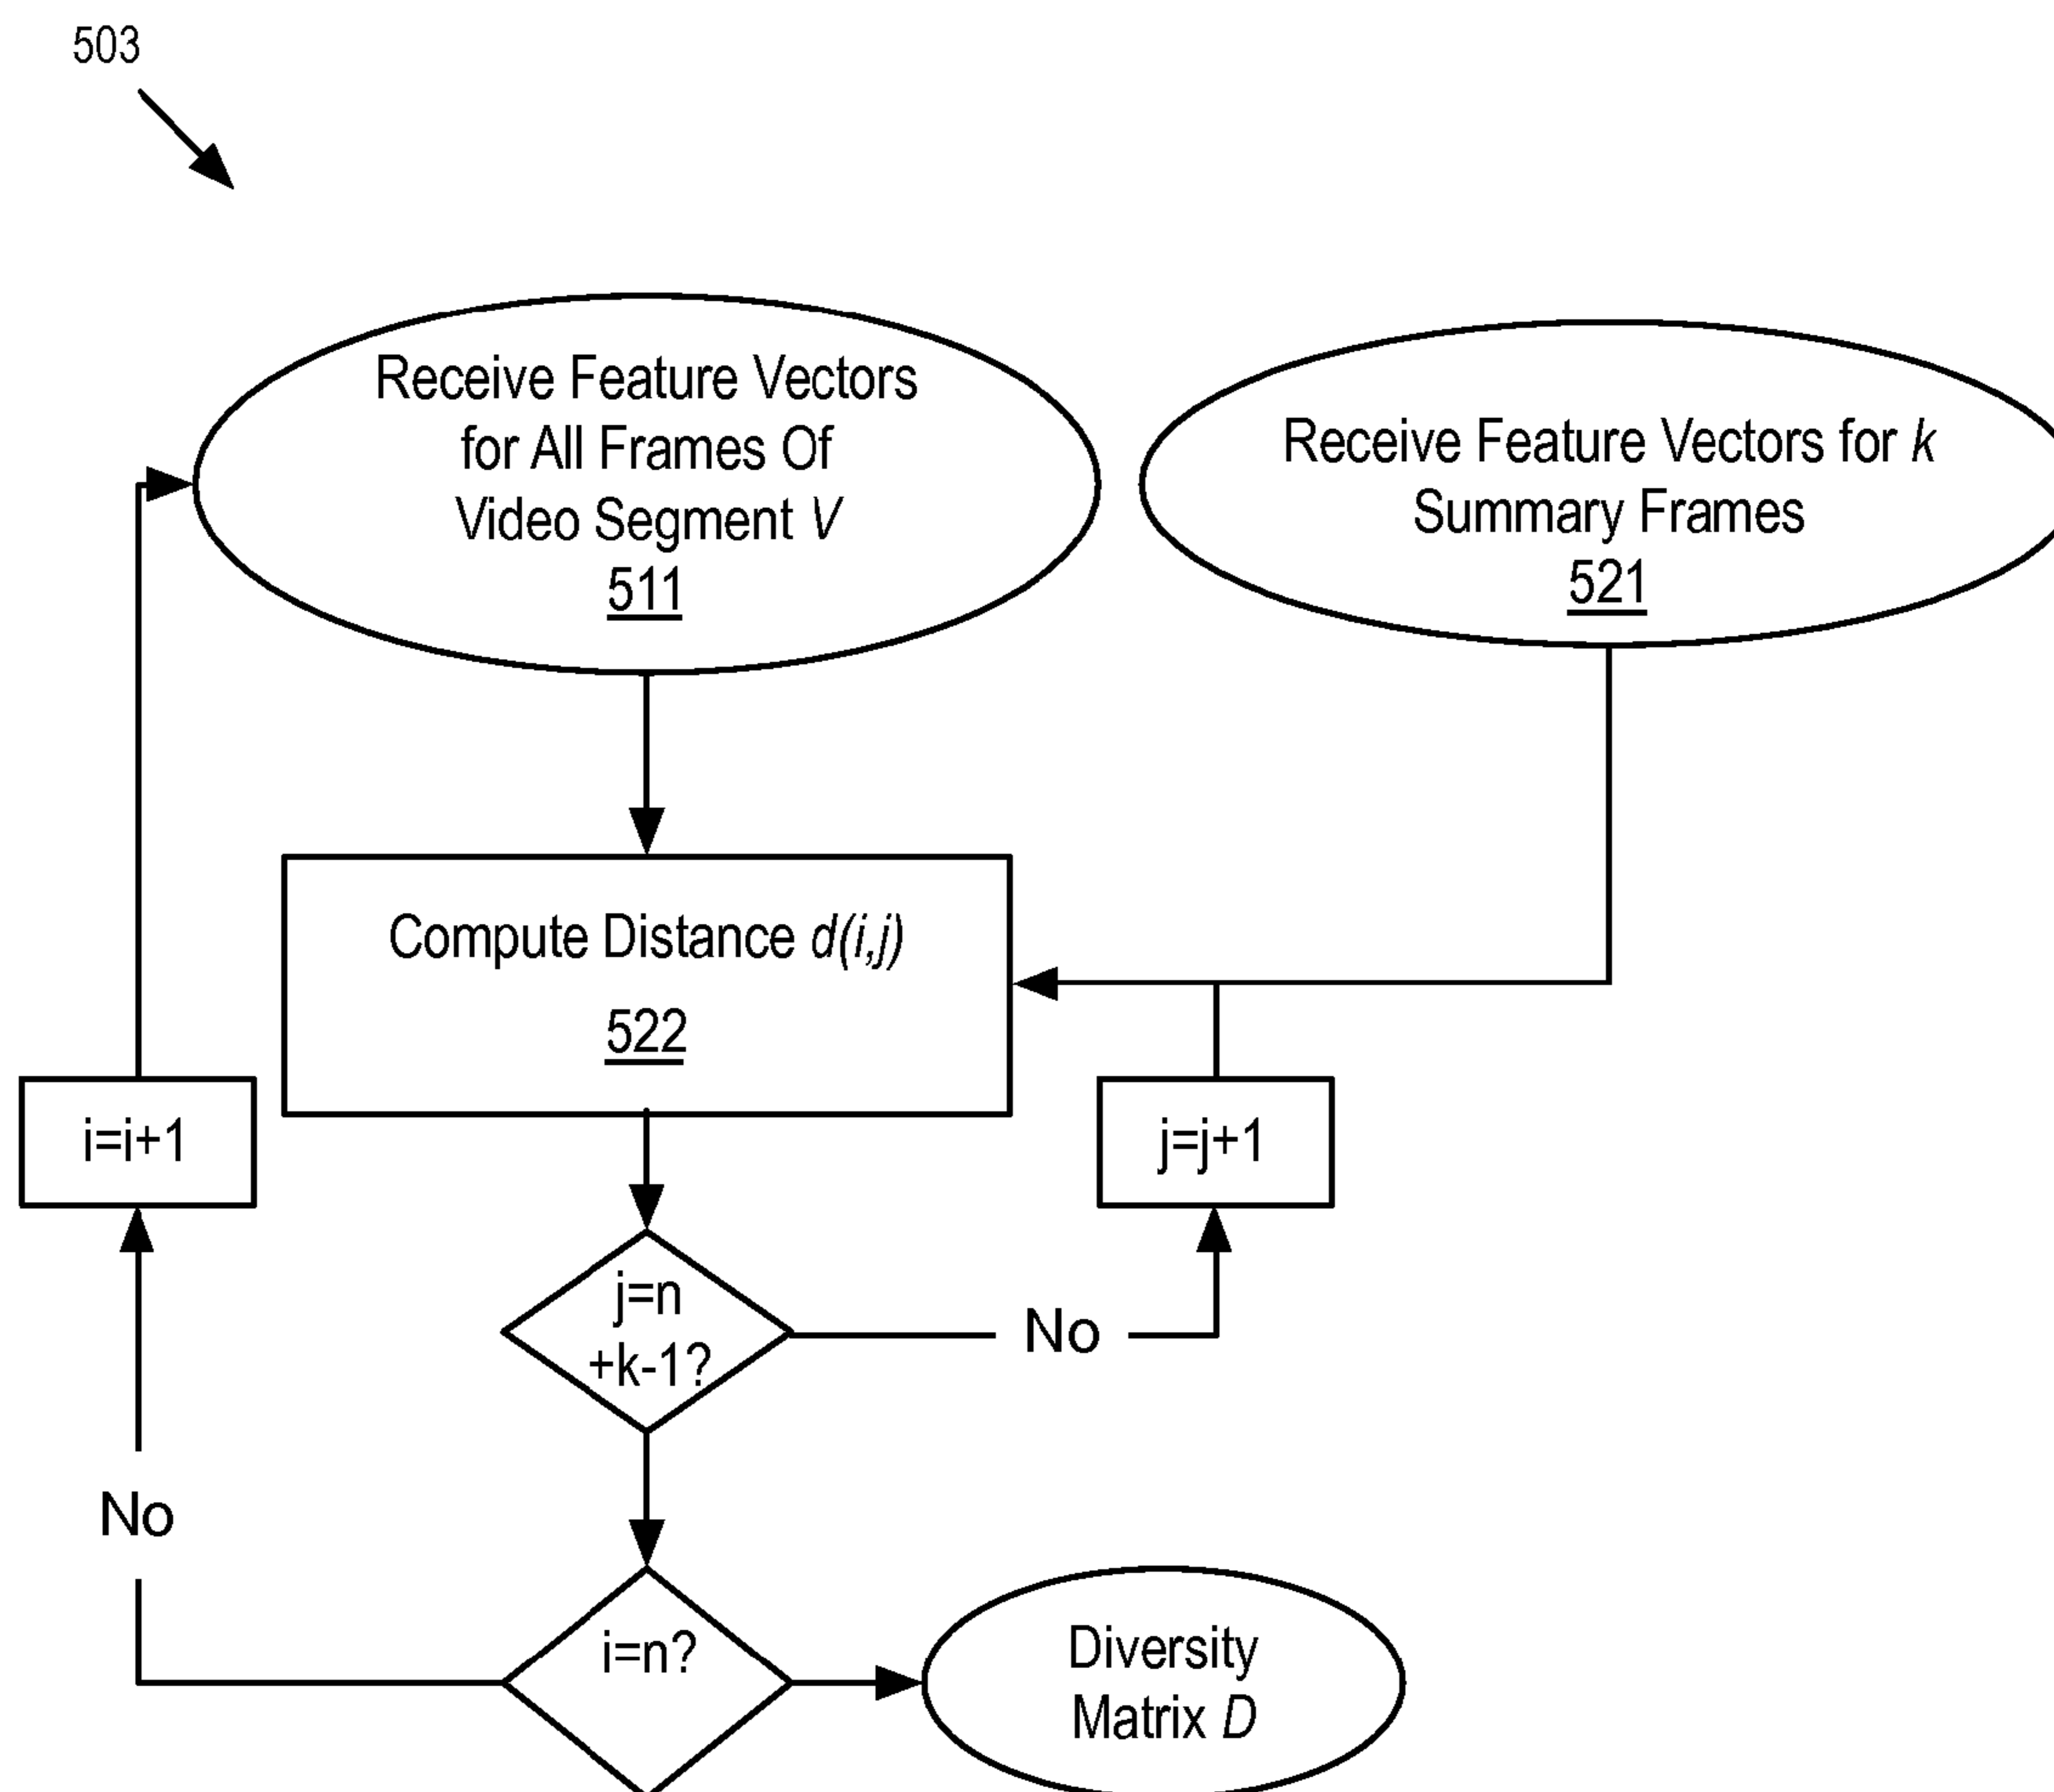 503
Receive Feature Vectors
for All Frames Of
Video Segment V
511
Receive Feature Vectors for k
Summary Frames
521
Compute Distance d(i,j)
522
i=i+1
j=j+1
j=n
+k-1?
No
No
i=n?
Diversity
Matrix D